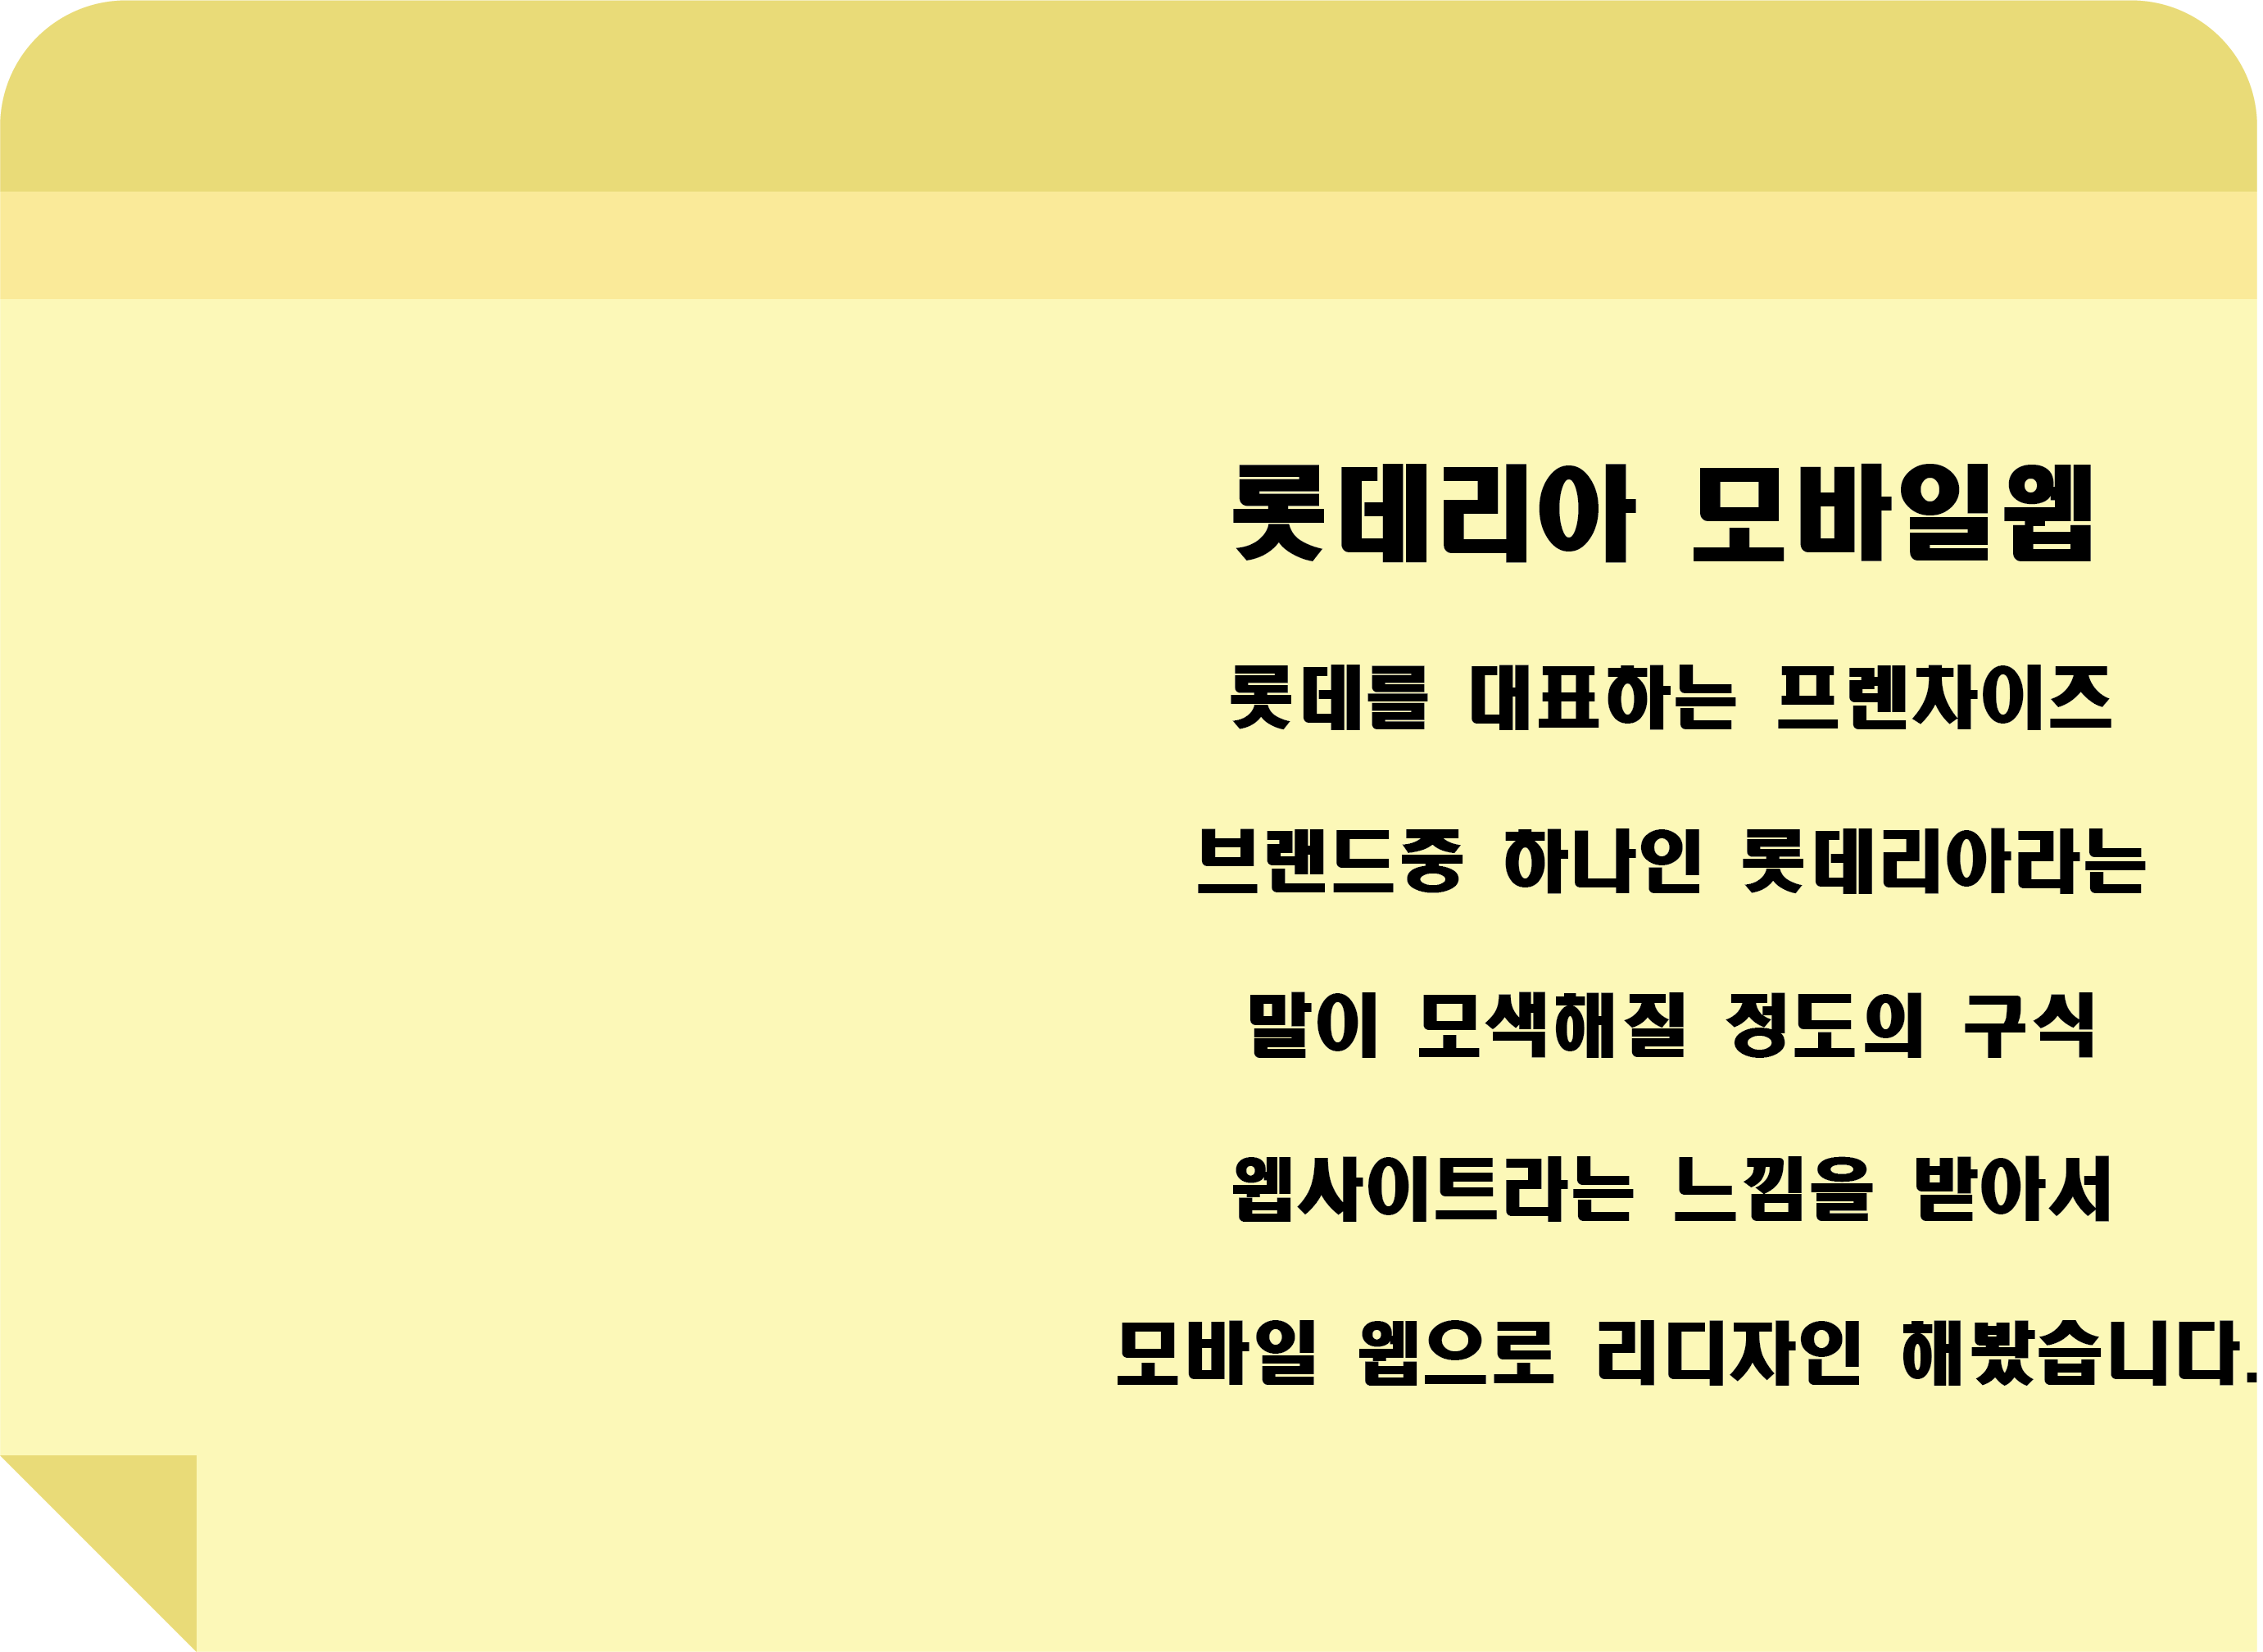 롯데리아 모바일웹
롯데를 대표하는 프렌차이즈
브랜드중 하나인 롯데리아라는
말이 모색해질 정도의 구식
웹사이트라는 느낌을 받아서
모바일 웹으로 리디자인 해봤습니다.